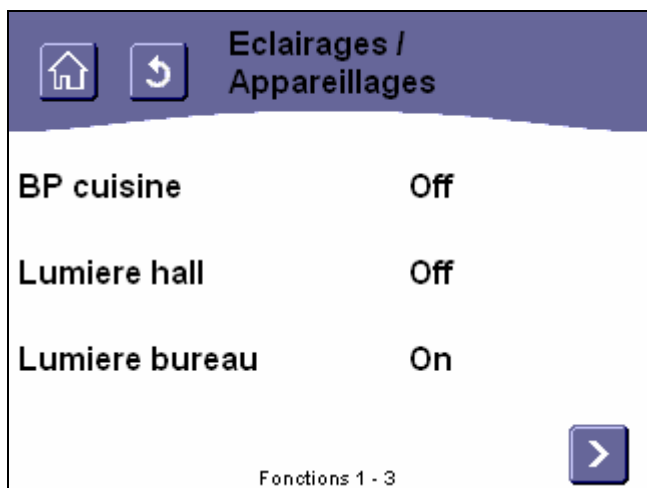 Eclairages /
Appareillages
BP cuisine Off
Lumiere hall Off
Lumiere bureau On
Fonctions 1 - 3